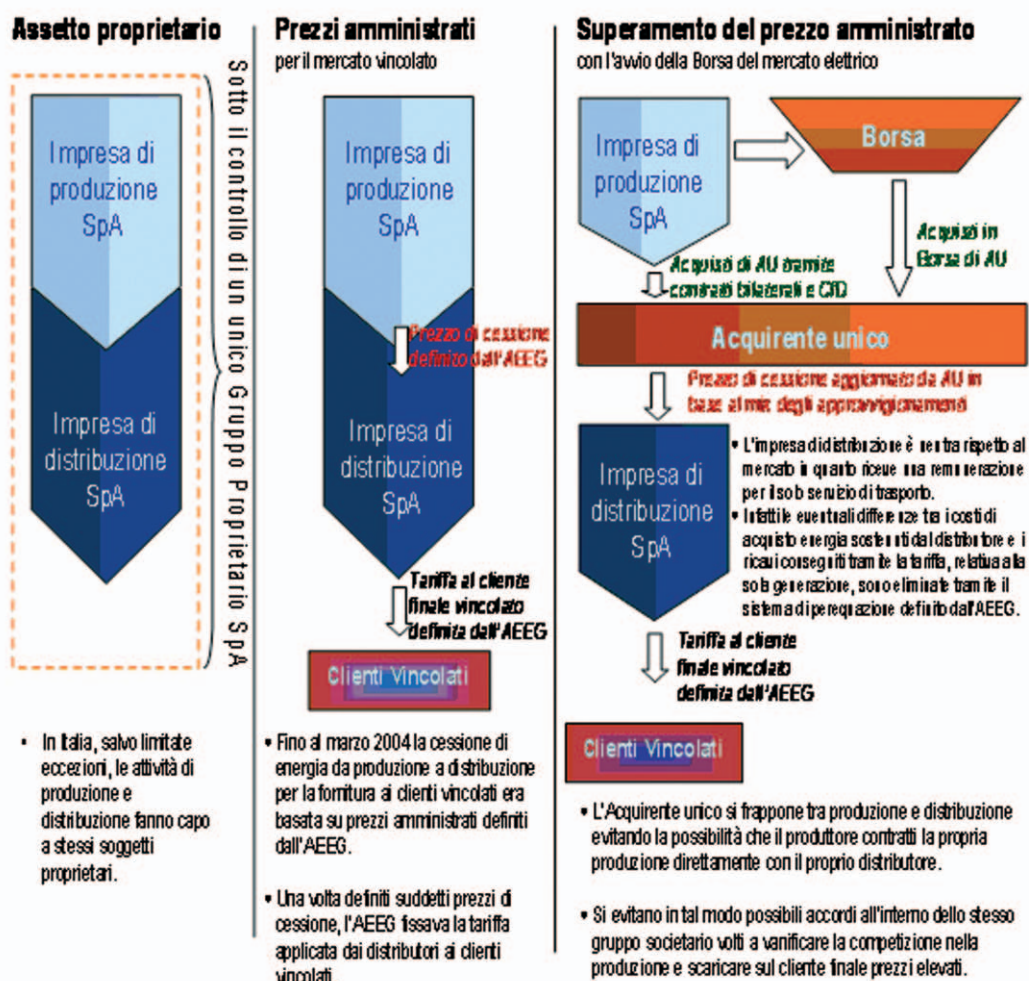 Assetto proprietario
Sotto il controllo di un unico Gruppo Proprietario SpA
Impresa di
produzione
SpA
Impresa di
distribuzione
SpA
• In Italia, salvo limitate
eccezioni, le attività di
produzione e
distribuzione fanno capo
a stessi soggetti
proprietari.
Prezzi amministrati
per il mercato vincolato
Impresa di
produzione
SpA
Prezzo di cessione
definizo dall'AEEG
Impresa di
distribuzione
SpA
Tariffa al cliente
finale vincolato
definita dall'AEEG
Clienti Vincolati
• Fino al marzo 2004 la cessione di
energia da produzione a distribuzione
per la fornitura ai clienti vincolati era
basata su prezzi amministrati definiti
dall'AEEG.
• Una volta definiti suddetti prezzi di
cessione, l'AEEG fissava la tariffa
applicata dai distributori ai clienti
vincolati.
Superamento del prezzo amministrato
con l'avvio della Borsa del mercato elettrico
Impresa di
produzione
SpA
Borsa
Acquisti di AU tramite
contratti bilaterali e CfD
Acquisti in
Borsa di AU
Acquirente unico
Prezzo di cessione aggiornato da AU in
base al mix degli approvvigionamenti
Impresa di
distribuzione
SpA
• L'impresa di distribuzione è neutra rispetto al
mercato in quanto riceve una remunerazione
per il solo servizio di trasporto.
• Infatti le eventuali differenze tra i costi di
acquisto energia sostenuti dal distributore e i
ricavi conseguiti tramite la tariffa, relativa alla
sola generazione, sono eliminate tramite il
sistema di perequazione definito dall'AEEG.
Tariffa al cliente
finale vincolato
definita dall'AEEG
Clienti Vincolati
• L'Acquirente unico si frappone tra produzione e distribuzione
evitando la possibilità che il produttore contratti la propria
produzione direttamente con il proprio distributore.
• Si evitano in tal modo possibili accordi all'interno dello stesso
gruppo societario volti a vanificare la competizione nella
produzione e scaricare sul cliente finale prezzi elevati.